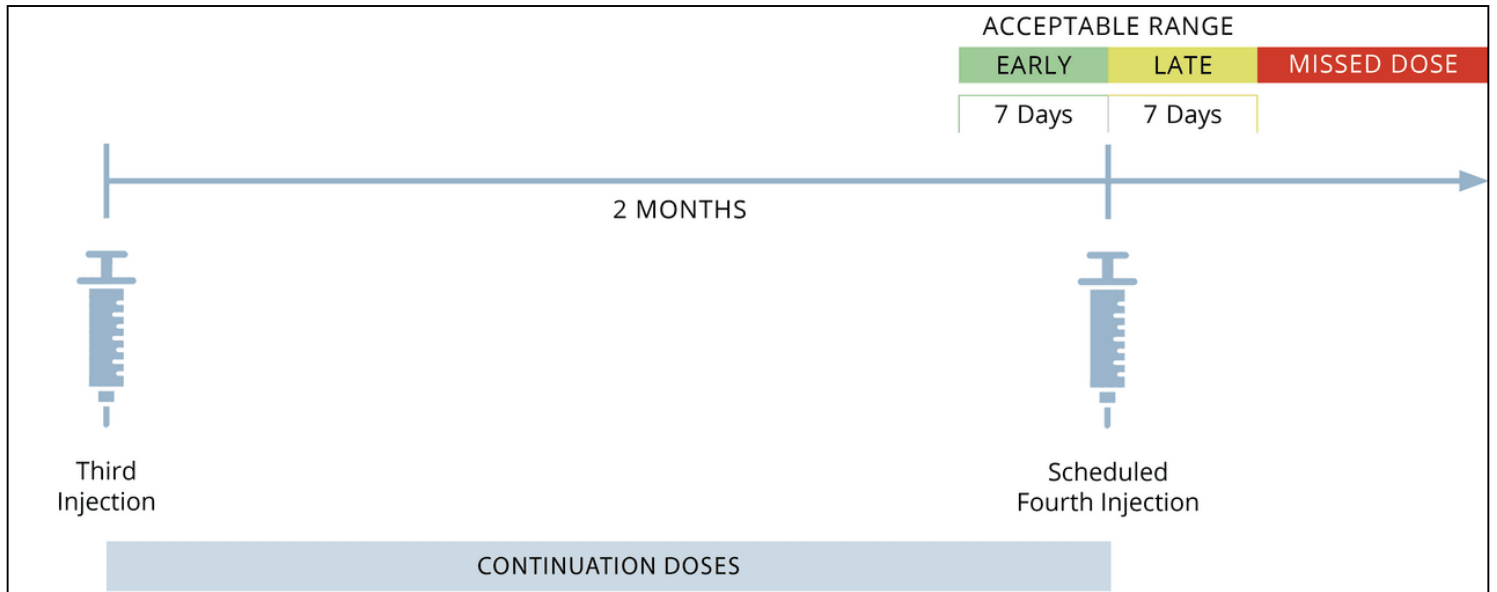 ACCEPTABLE RANGE
EARLY LATE MISSED DOSE
7 Days 7 Days
2 MONTHS
Third
Injection
Scheduled
Fourth Injection
CONTINUATION DOSES